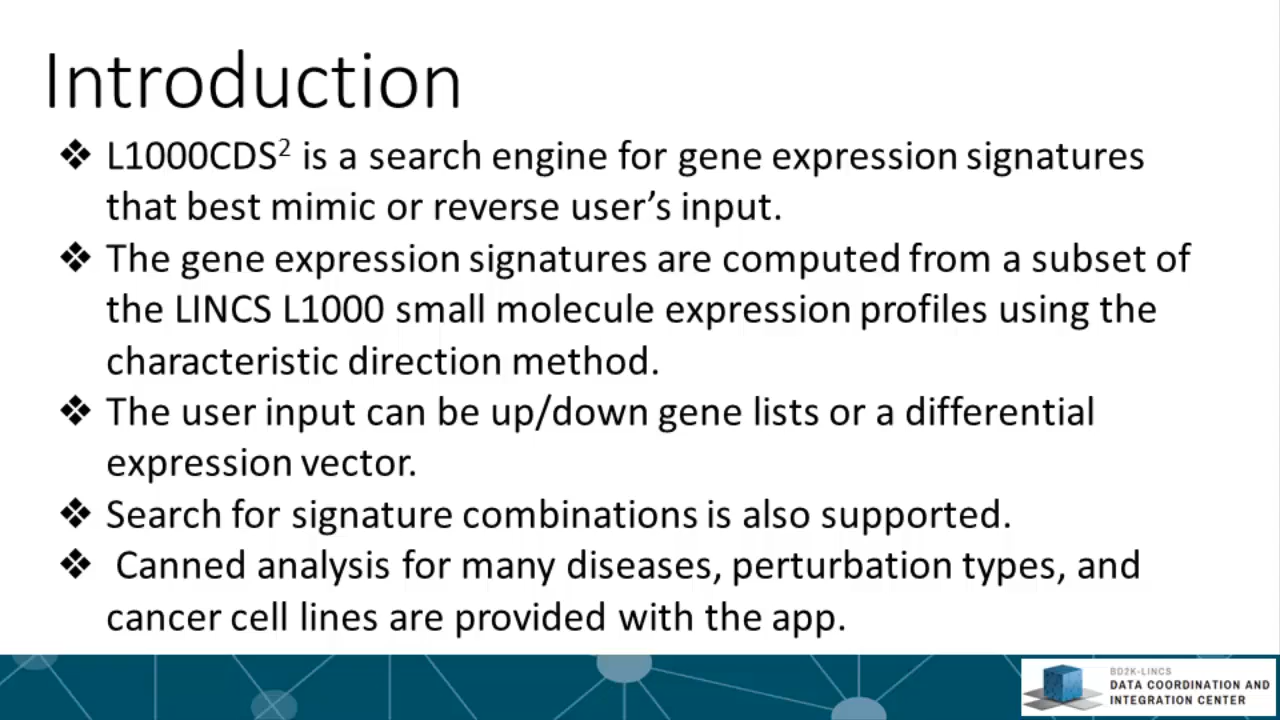 Introduction
❖ L1000CDS² is a search engine for gene expression signatures
that best mimic or reverse user’s input.
❖ The gene expression signatures are computed from a subset of
the LINCS L1000 small molecule expression profiles using the
characteristic direction method.
❖ The user input can be up/down gene lists or a differential
expression vector.
❖ Search for signature combinations is also supported.
❖ Canned analysis for many diseases, perturbation types, and
cancer cell lines are provided with the app.
BD2K-LINCS
DATA COORDINATION AND
INTEGRATION CENTER